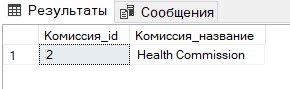 Результаты Сообщения
Комиссия_id Комиссия_название
1 2 Health Commission